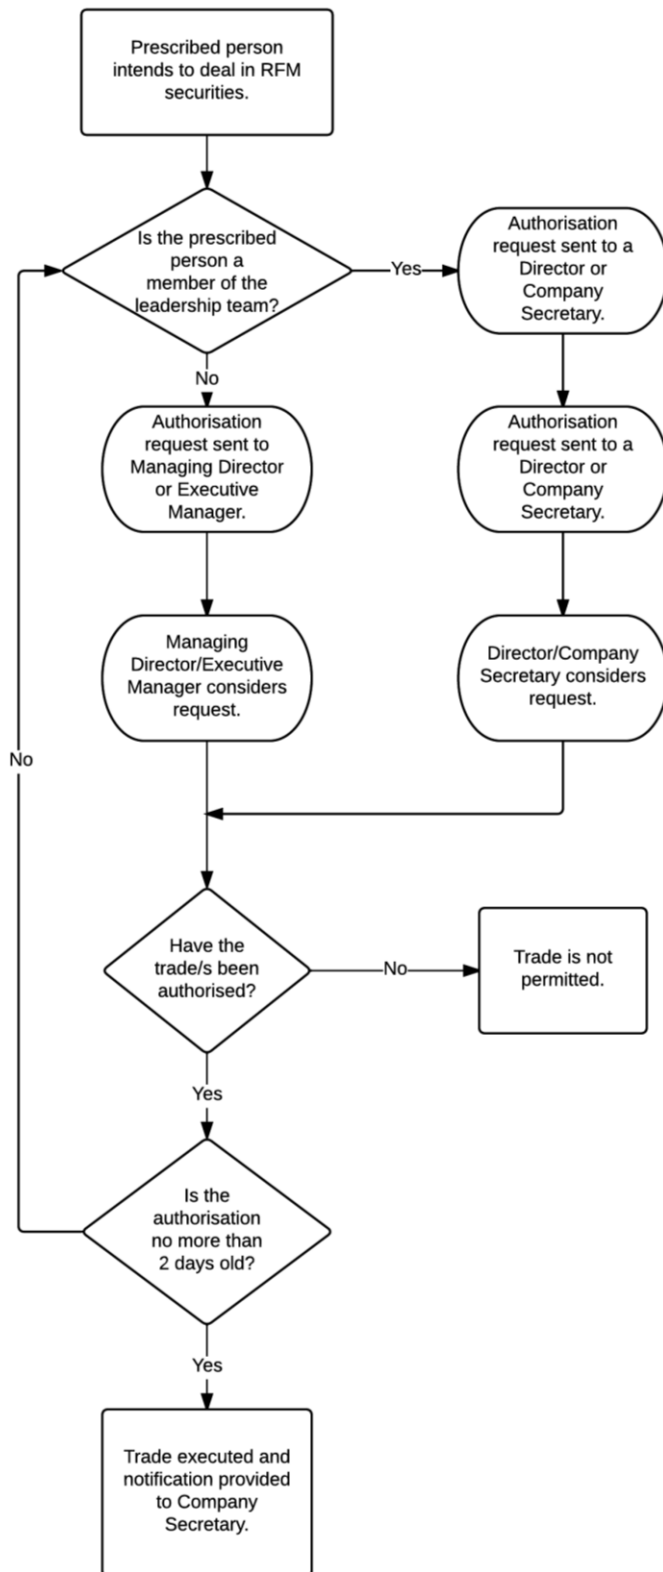 Prescribed person
intends to deal in RFM
securities.
Is the prescribed
person a
member of the
leadership team?
Yes
Authorisation
request sent to a
Director or
Company
Secretary.
No
Authorisation
request sent to
Managing Director
or Executive
Manager.
Authorisation
request sent to a
Director or
Company
Secretary.
Managing
Director/Executive
Manager considers
request.
Director/Company
Secretary considers
request.
No
Have the
trade/s been
authorised?
No
Trade is not
permitted.
Yes
Is the
authorisation
no more than
2 days old?
Yes
Trade executed and
notification provided
to Company
Secretary.